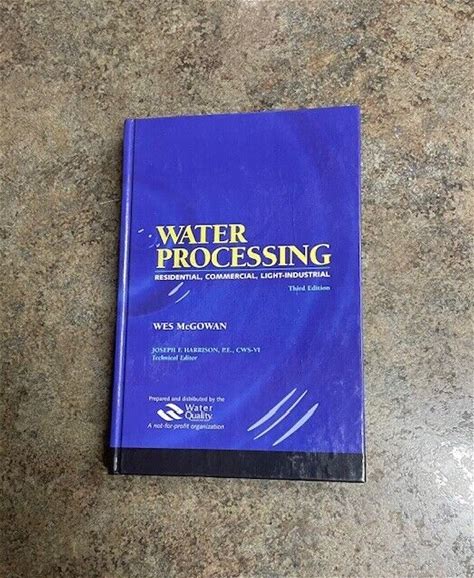 WATER
PROCESSING
RESIDENTIAL, COMMERCIAL, LIGHT-INDUSTRIAL
Third Edition
WES McGOWAN
JOSEPH F. HARRISON, P.E., CWS-VI
Technical Editor
Prepared and distributed by the
Water
Quality
A not-for-profit organization